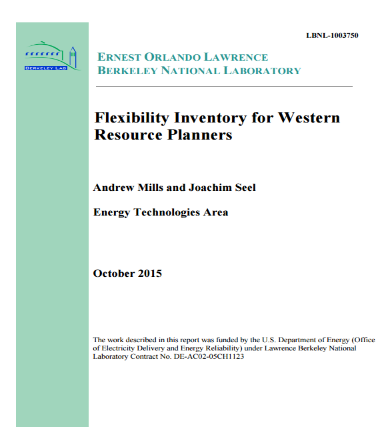 LBNL-1003750
ERNEST ORLANDO LAWRENCE
BERKELEY NATIONAL LABORATORY
BERKELEY LAB
Flexibility Inventory for Western
Resource Planners
Andrew Mills and Joachim Seel
Energy Technologies Area
October 2015
The work described in this report was funded by the U.S. Department of Energy (Office
of Electricity Delivery and Energy Reliability) under Lawrence Berkeley National
Laboratory Contract No. DE-AC02-05CH1123